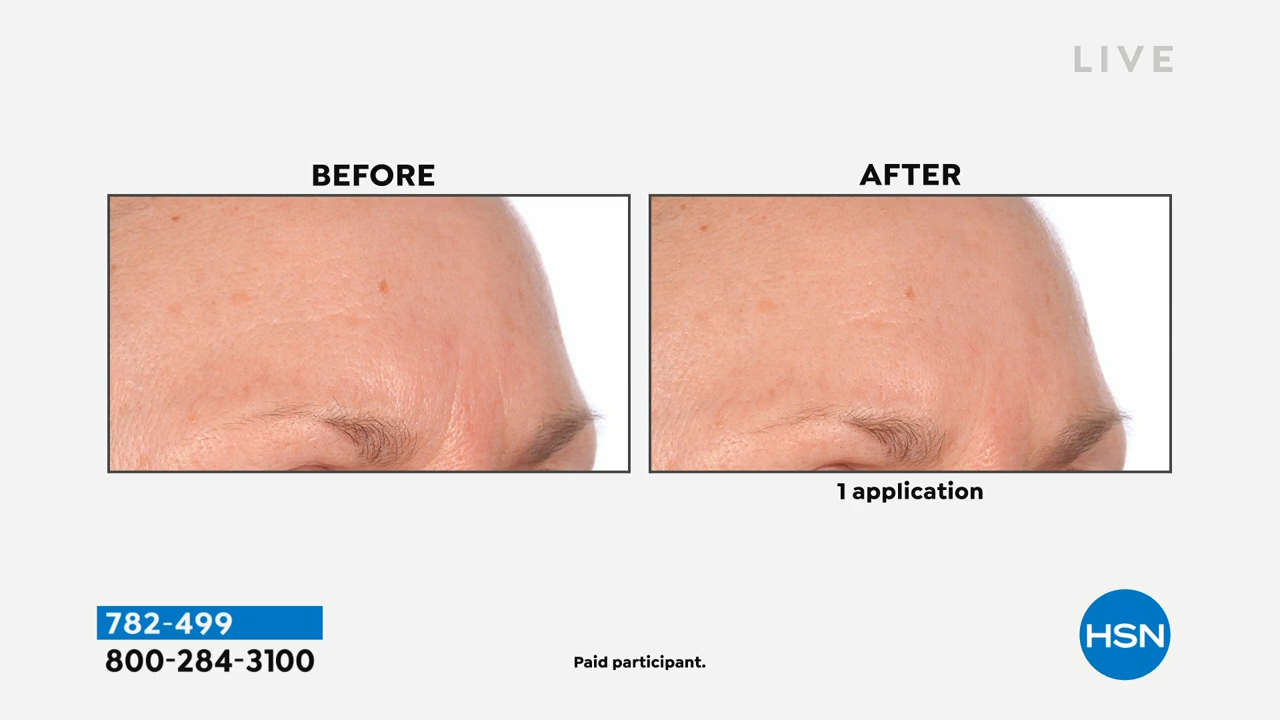 LIVE
BEFORE
AFTER
1 application
782-499
800-284-3100
Paid participant.
HSN